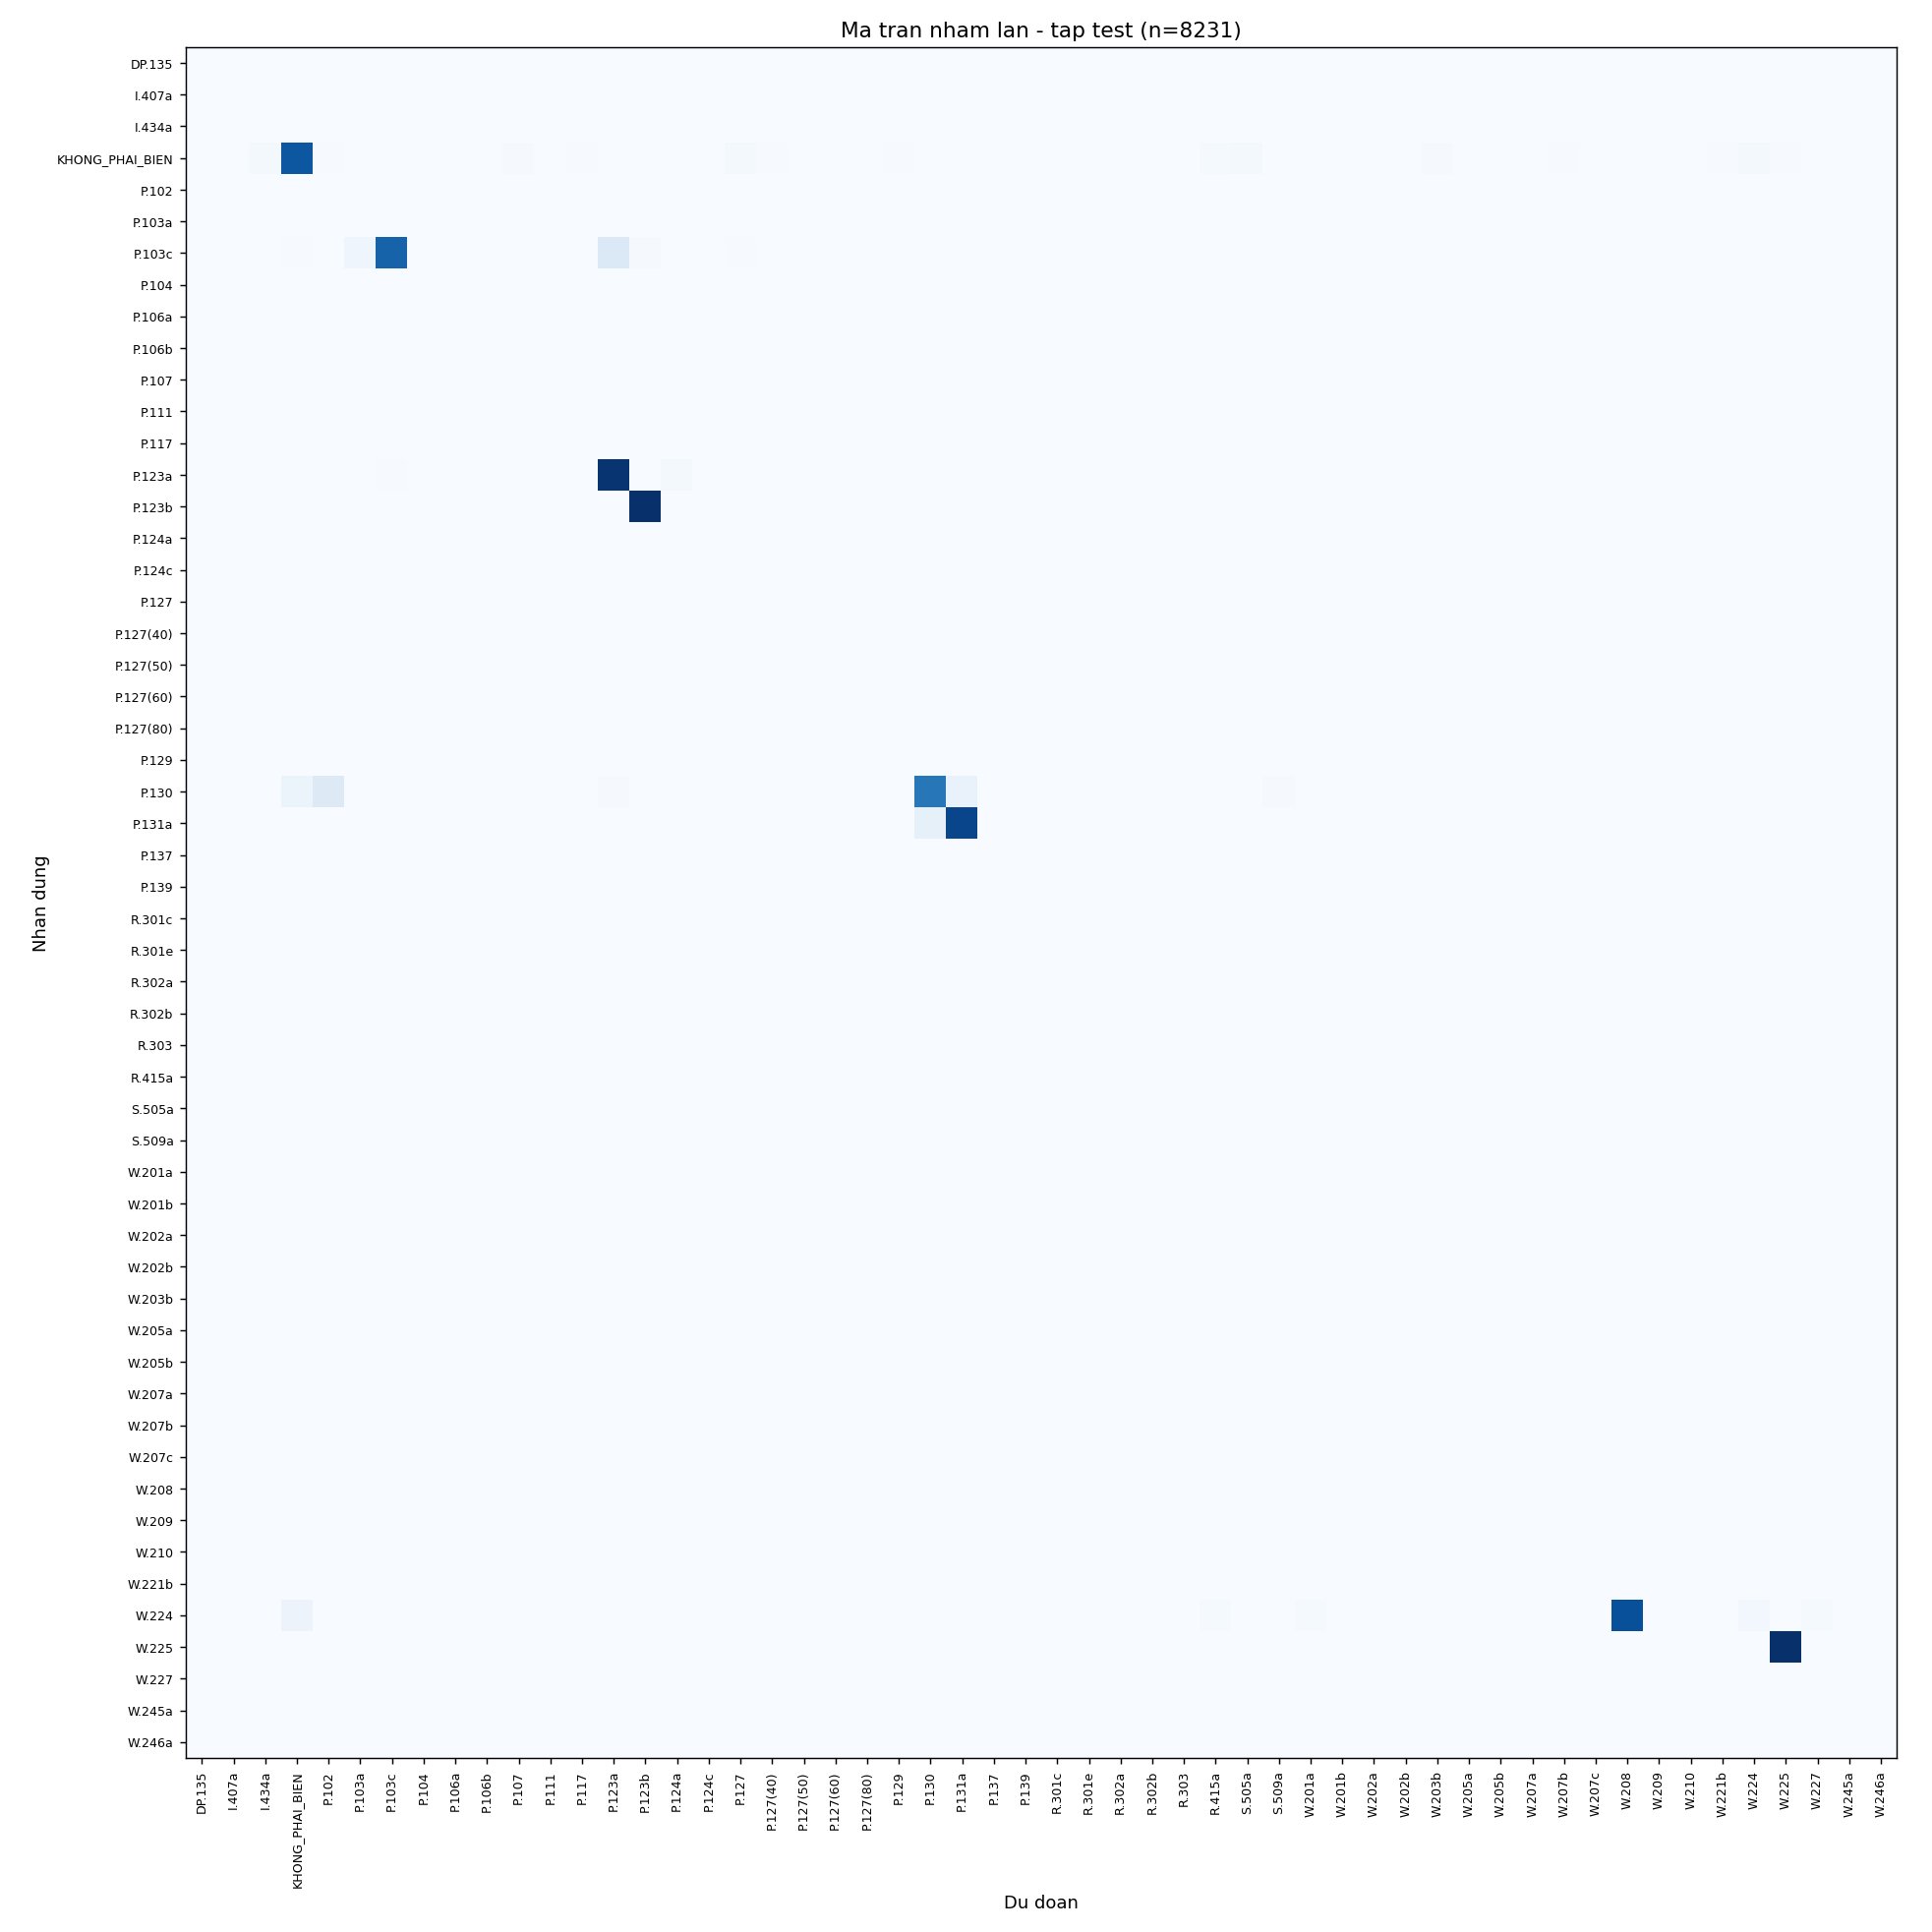 Ma tran nham lan - tap test (n=8231)
DP.135
I.407a
I.434a
KHONG_PHAI_BIEN
P.102
P.103a
P.103c
P.104
P.106a
P.106b
P.107
P.111
P.117
P.123a
P.123b
P.124a
P.124c
P.127
P.127(40)
P.127(50)
P.127(60)
P.127(80)
P.129
P.130
P.131a
P.137
P.139
R.301c
R.301e
R.302a
R.302b
R.303
R.415a
S.505a
S.509a
W.201a
W.201b
W.202a
W.202b
W.203b
W.205a
W.205b
W.207a
W.207b
W.207c
W.208
W.209
W.210
W.221b
W.224
W.225
W.227
W.245a
W.246a
Nhan dung
DP.135
I.407a
I.434a
KHONG_PHAI_BIEN
P.102
P.103a
P.103c
P.104
P.106a
P.106b
P.107
P.111
P.117
P.123a
P.123b
P.124a
P.124c
P.127
P.127(40)
P.127(50)
P.127(60)
P.127(80)
P.129
P.130
P.131a
P.137
P.139
R.301c
R.301e
R.302a
R.302b
R.303
R.415a
S.505a
S.509a
W.201a
W.201b
W.202a
W.202b
W.203b
W.205a
W.205b
W.207a
W.207b
W.207c
W.208
W.209
W.210
W.221b
W.224
W.225
W.227
W.245a
W.246a
Du doan